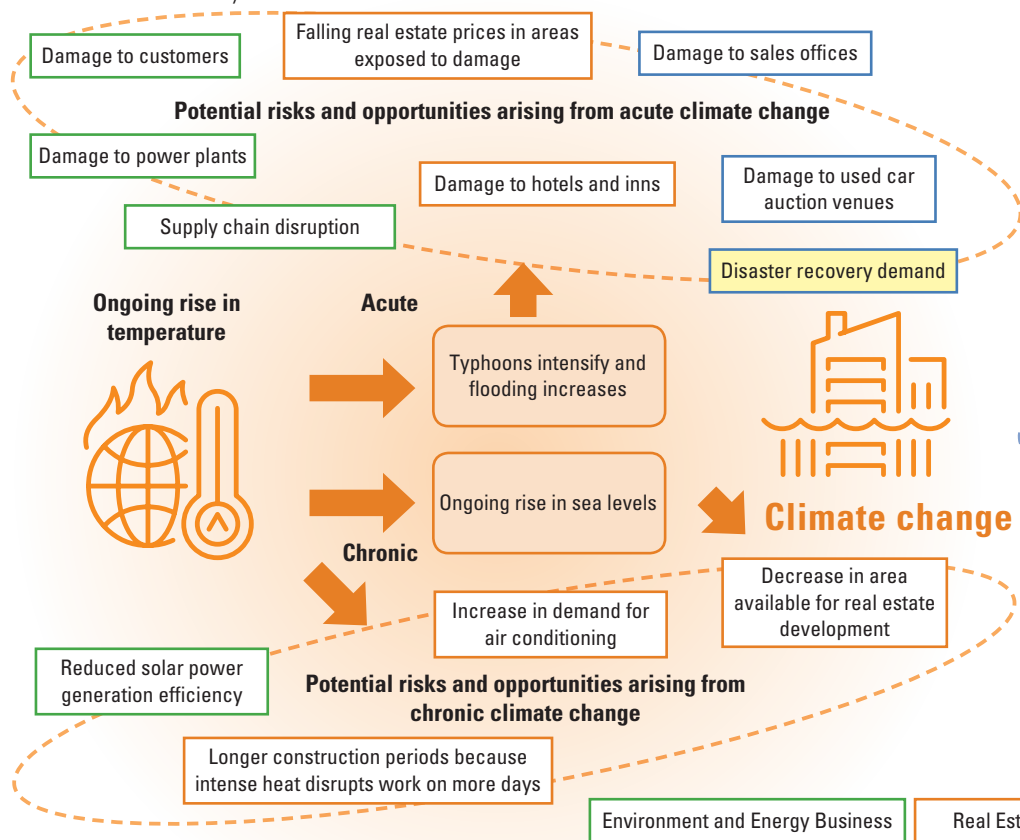 Falling real estate prices in areas
exposed to damage
Damage to customers
Damage to sales offices
Potential risks and opportunities arising from acute climate change
Damage to power plants
Damage to hotels and inns
Damage to used car
auction venues
Supply chain disruption
Disaster recovery demand
Ongoing rise in
temperature
Acute
Typhoons intensify and
flooding increases
Ongoing rise in sea levels
Climate change
Chronic
Decrease in area
available for real estate
development
Increase in demand for
air conditioning
Reduced solar power
generation efficiency
Potential risks and opportunities arising from
chronic climate change
Longer construction periods because
intense heat disrupts work on more days
Environment and Energy Business
Real Est